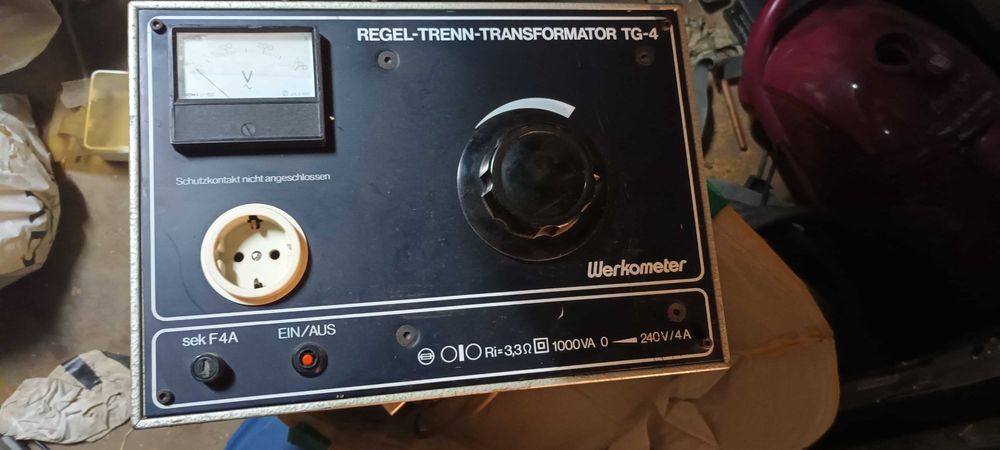 REGEL-TRENN-TRANSFORMATOR TG-4
V
Schutzkontakt nicht angeschlossen
Werkometer
sek F4A
EIN/AUS
Ri=3,3Ω 1000VA 0 240V/4A